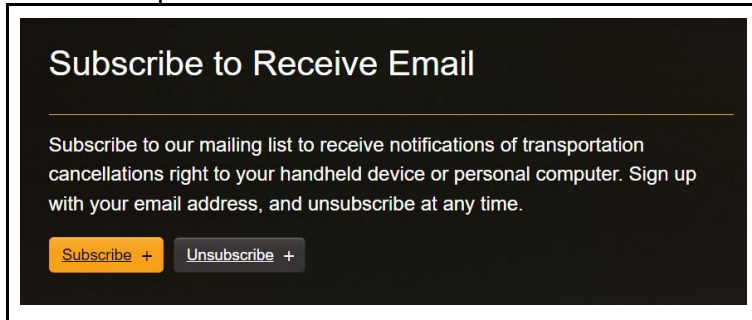 Subscribe to Receive Email
Subscribe to our mailing list to receive notifications of transportation
cancellations right to your handheld device or personal computer. Sign up
with your email address, and unsubscribe at any time.
Subscribe + Unsubscribe +